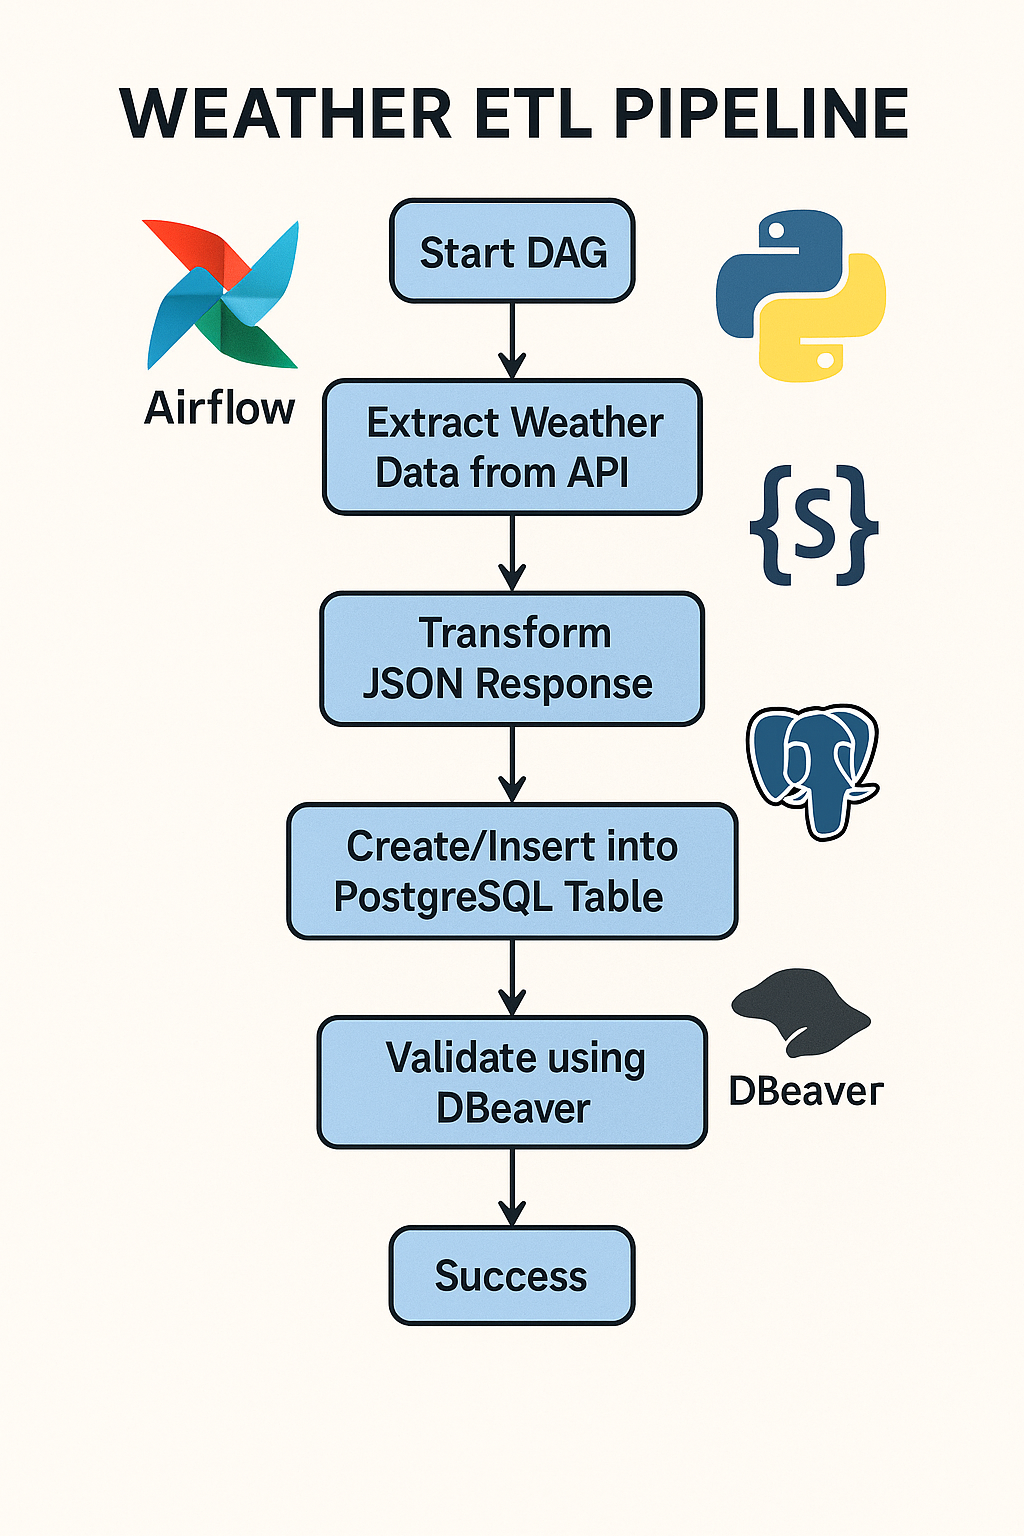 WEATHER ETL PIPELINE
Start DAG
Airflow
Extract Weather
Data from API
{S}
Transform
JSON Response
Create/Insert into
PostgreSQL Table
Validate using
DBeaver
DBeaver
Success